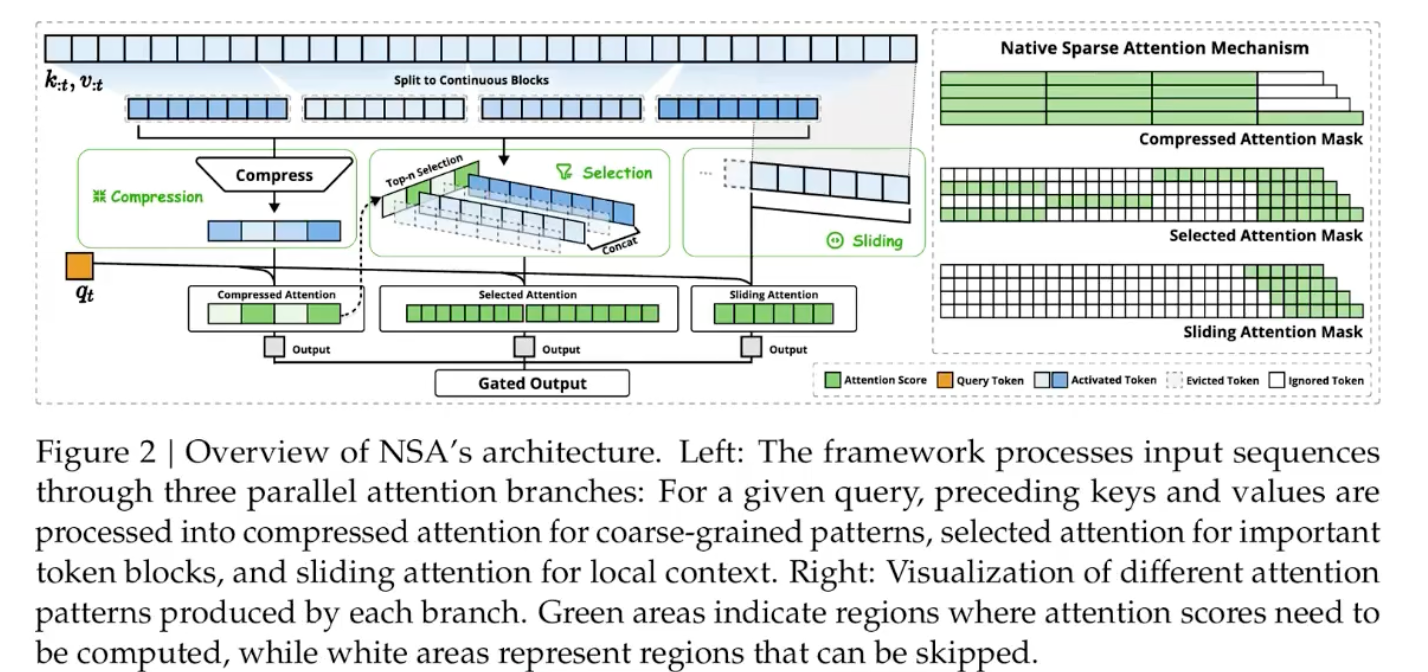 k:t, v:t
Split to Continuous Blocks
Compress
Compression
Top-n Selection
Selection
Concat
...
Sliding
qt
Compressed Attention
Selected Attention
Sliding Attention
Output
Output
Output
Gated Output
Native Sparse Attention Mechanism
Compressed Attention Mask
Selected Attention Mask
Sliding Attention Mask
Attention Score
Query Token
Activated Token
Evicted Token
Ignored Token
Figure 2 | Overview of NSA’s architecture. Left: The framework processes input sequences
through three parallel attention branches: For a given query, preceding keys and values are
processed into compressed attention for coarse-grained patterns, selected attention for important
token blocks, and sliding attention for local context. Right: Visualization of different attention
patterns produced by each branch. Green areas indicate regions where attention scores need to
be computed, while white areas represent regions that can be skipped.